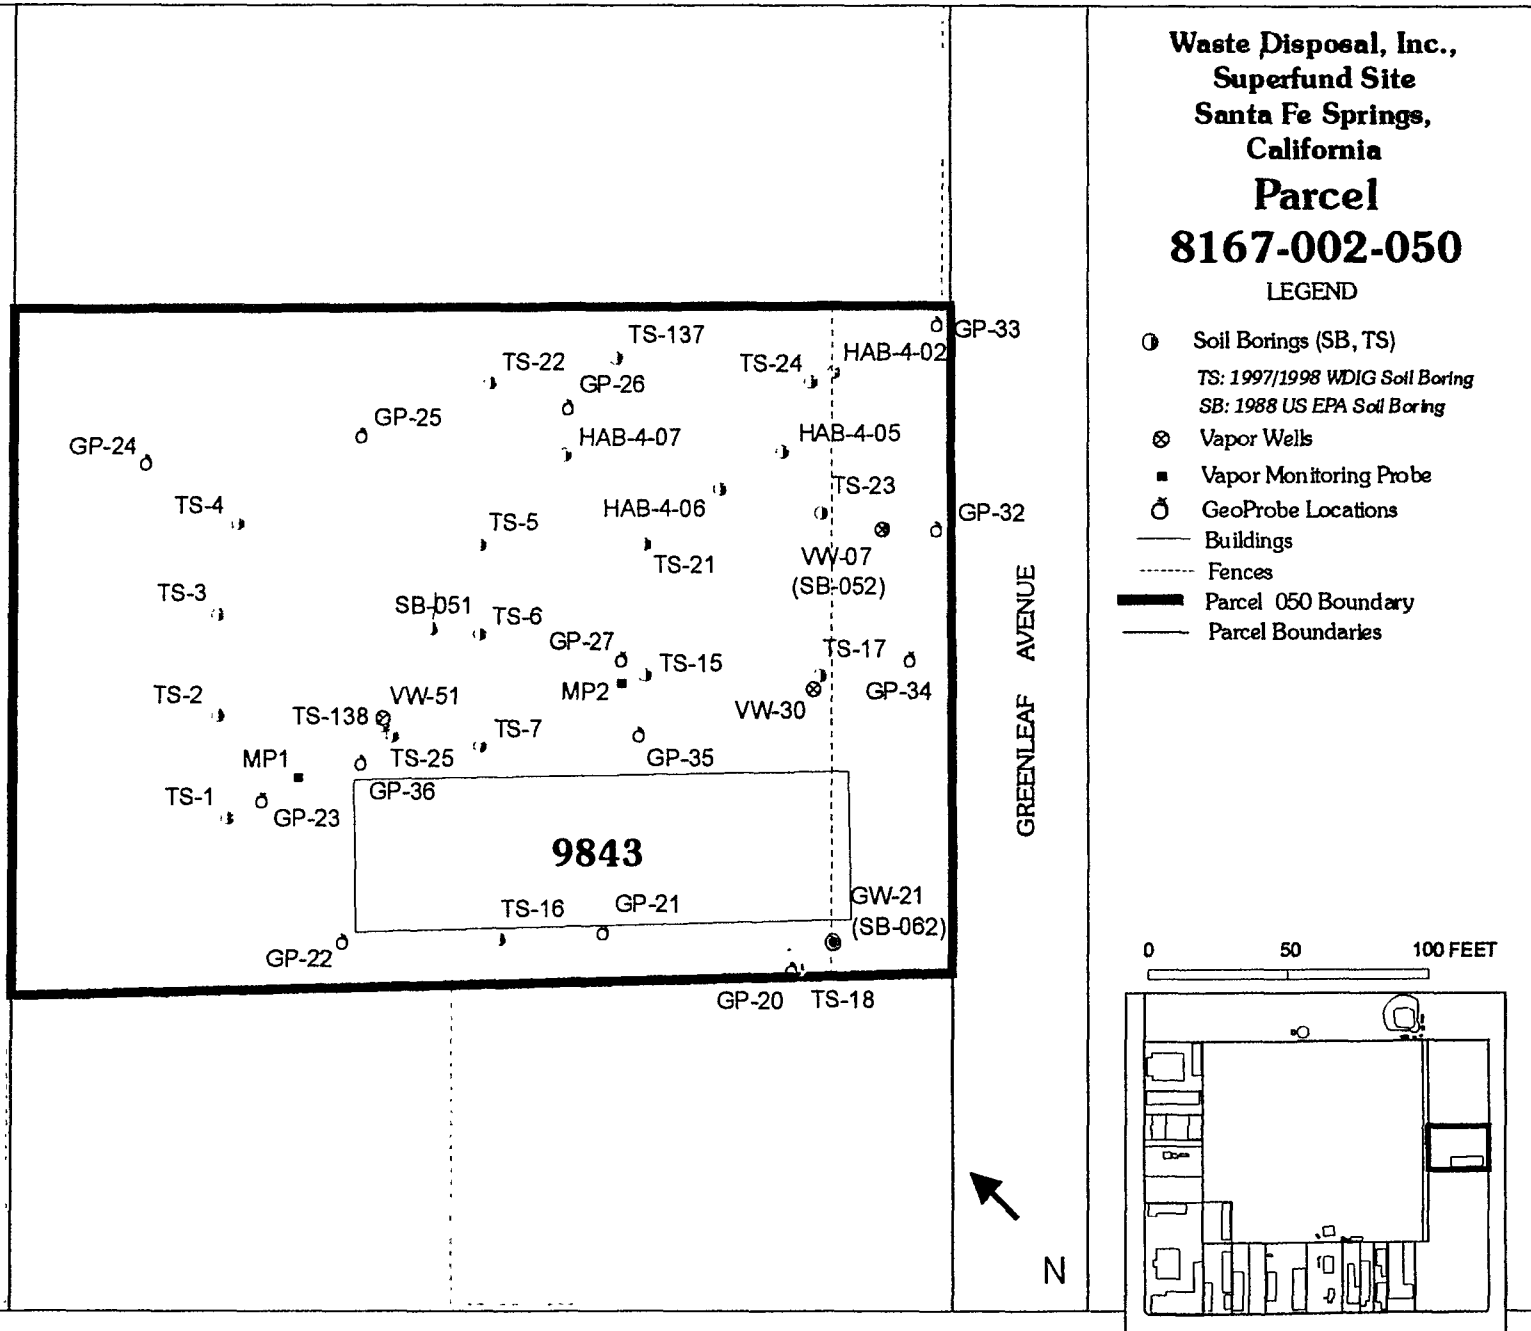 Waste Disposal, Inc.,
Superfund Site
Santa Fe Springs,
California
Parcel
8167-002-050
LEGEND
Soil Borings (SB, TS)
TS: 1997/1998 WDIG Soil Boring
SB: 1988 US EPA Soil Boring
Vapor Wells
Vapor Monitoring Probe
GeoProbe Locations
Buildings
Fences
Parcel 050 Boundary
Parcel Boundaries
GP-33
TS-137
HAB-4-02
TS-22
TS-24
GP-26
GP-25
HAB-4-07
HAB-4-05
GP-24
TS-23
TS-4
HAB-4-06
GP-32
TS-5
VW-07
(SB-052)
TS-21
TS-3
SB-051
TS-6
GP-27
TS-15
TS-17
MP2
GP-34
TS-2
VW-51
VW-30
TS-138
TS-7
MP1
TS-25
GP-35
GP-36
TS-1
GP-23
9843
GREENLEAF AVENUE
GW-21
(SB-062)
TS-16
GP-21
GP-22
GP-20
TS-18
0 50 100 FEET
N